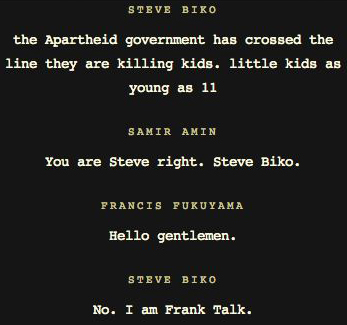 STEVE BIKO
the Apartheid government has crossed the
line they are killing kids. little kids as
young as 11
SAMIR AMIN
You are Steve right. Steve Biko.
FRANCIS FUKUYAMA
Hello gentlemen.
STEVE BIKO
No. I am Frank Talk.